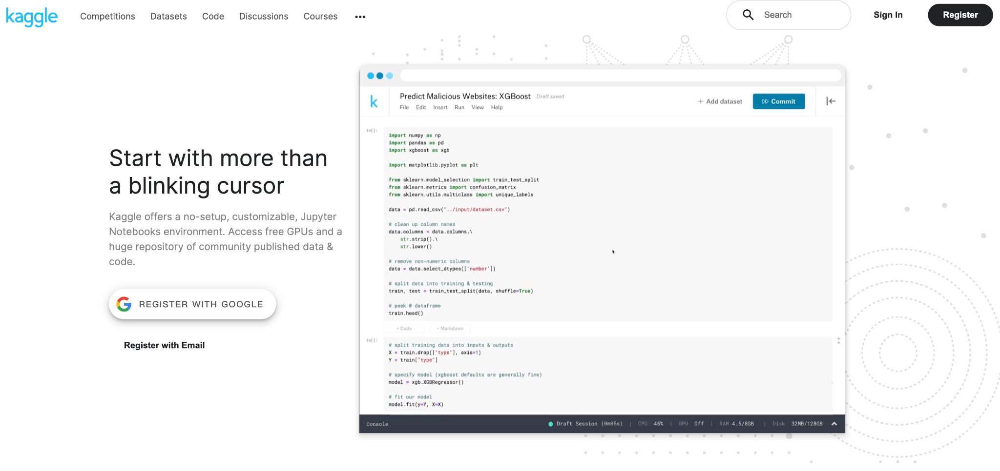 kaggle
Competitions
Datasets
Code
Discussions
Courses
•••
Search
Sign In
Register
Start with more than
a blinking cursor
Kaggle offers a no-setup, customizable, Jupyter
Notebooks environment. Access free GPUs and a
huge repository of community published data &
code.
REGISTER WITH GOOGLE
Register with Email
k
Predict Malicious Websites: XGBoost Draft saved
File Edit Insert Run View Help
+ Add dataset
Commit
In[]:
import numpy as np
import pandas as pd
import xgboost as xgb
import matplotlib.pyplot as plt
from sklearn.model_selection import train_test_split
from sklearn.metrics import confusion_matrix
from sklearn.utils.multiclass import unique_labels
data = pd.read_csv("../input/dataset.csv")
# clean up column names
data.columns = data.columns.\
    str.strip().\
    str.lower()
# remove non-numeric columns
data = data.select_dtypes(['number'])
# split data into training & testing
train, test = train_test_split(data, shuffle=True)
# peek @ dataframe
train.head()
+ Code
+ Markdown
In[]:
# split training data into inputs & outputs
X = train.drop(["type"], axis=1)
Y = train["type"]
# specify model (xgboost defaults are generally fine)
model = xgb.XGBRegressor()
# fit our model
model.fit(y=Y, X=X)
Console
Draft Session (0m05s) | CPU 45% | GPU Off | RAM 4.5/8GB | Disk 32MB/128GB